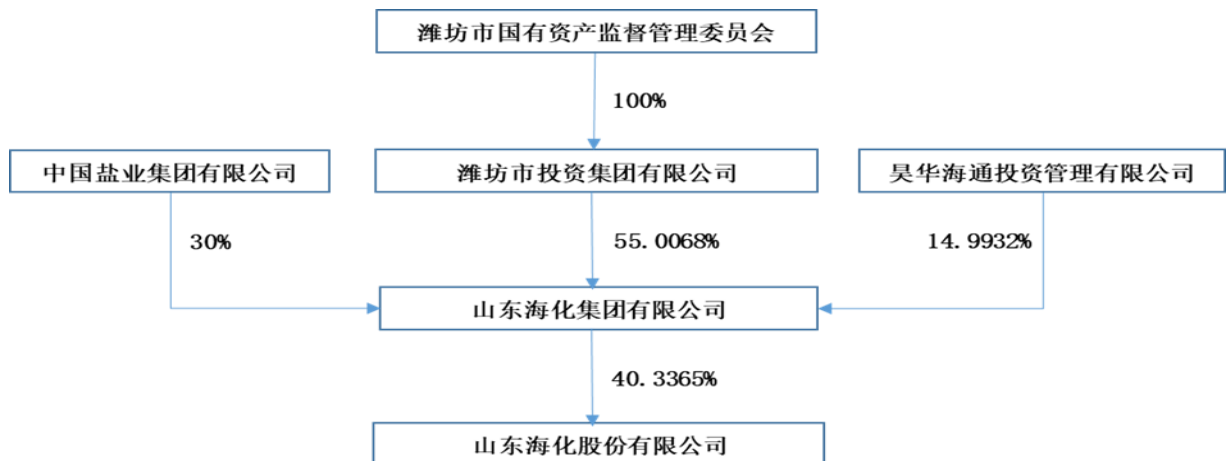 潍坊市国有资产监督管理委员会
100%
中国盐业集团有限公司
潍坊市投资集团有限公司
昊华海通投资管理有限公司
30%
55.0068%
14.9932%
山东海化集团有限公司
40.3365%
山东海化股份有限公司